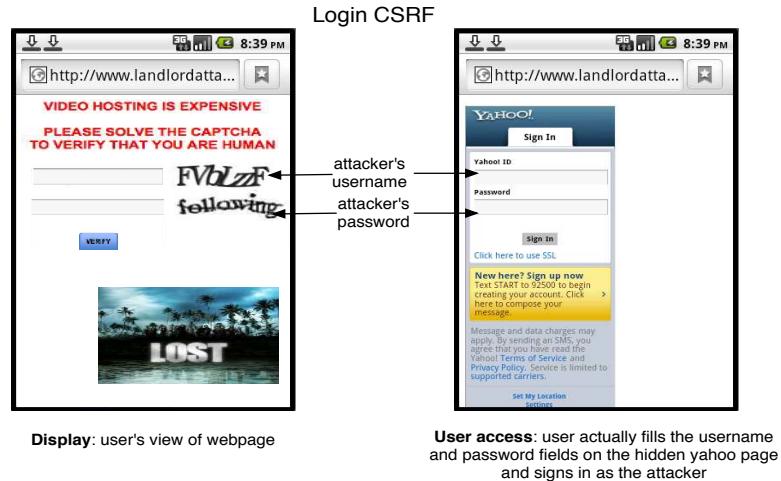 Login CSRF
3G 8:39 PM
http://www.landlordatta...
VIDEO HOSTING IS EXPENSIVE
PLEASE SOLVE THE CAPTCHA
TO VERIFY THAT YOU ARE HUMAN
FVbLzzF
following
VERIFY
LOST
Display: user's view of webpage
attacker's
username
attacker's
password
3G 8:39 PM
http://www.landlordatta...
YAHOO!
Sign In
Yahoo! ID
Password
Sign In
Click here to use SSL
New here? Sign up now
Text START to 92500 to begin
creating your account. Click
here to compose your
message.
>
Message and data charges may
apply. By sending an SMS, you
agree that you have read the
Yahoo! Terms of Service and
Privacy Policy. Service is limited to
supported carriers.
Set My Location
Settings
User access: user actually fills the username
and password fields on the hidden yahoo page
and signs in as the attacker